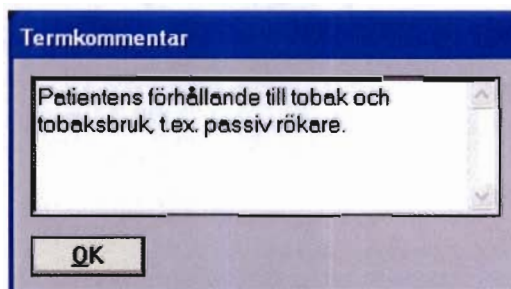 Termkommentar
Patientens förhållande till tobak och
tobaksbruk, t.ex. passiv rökare.
OK